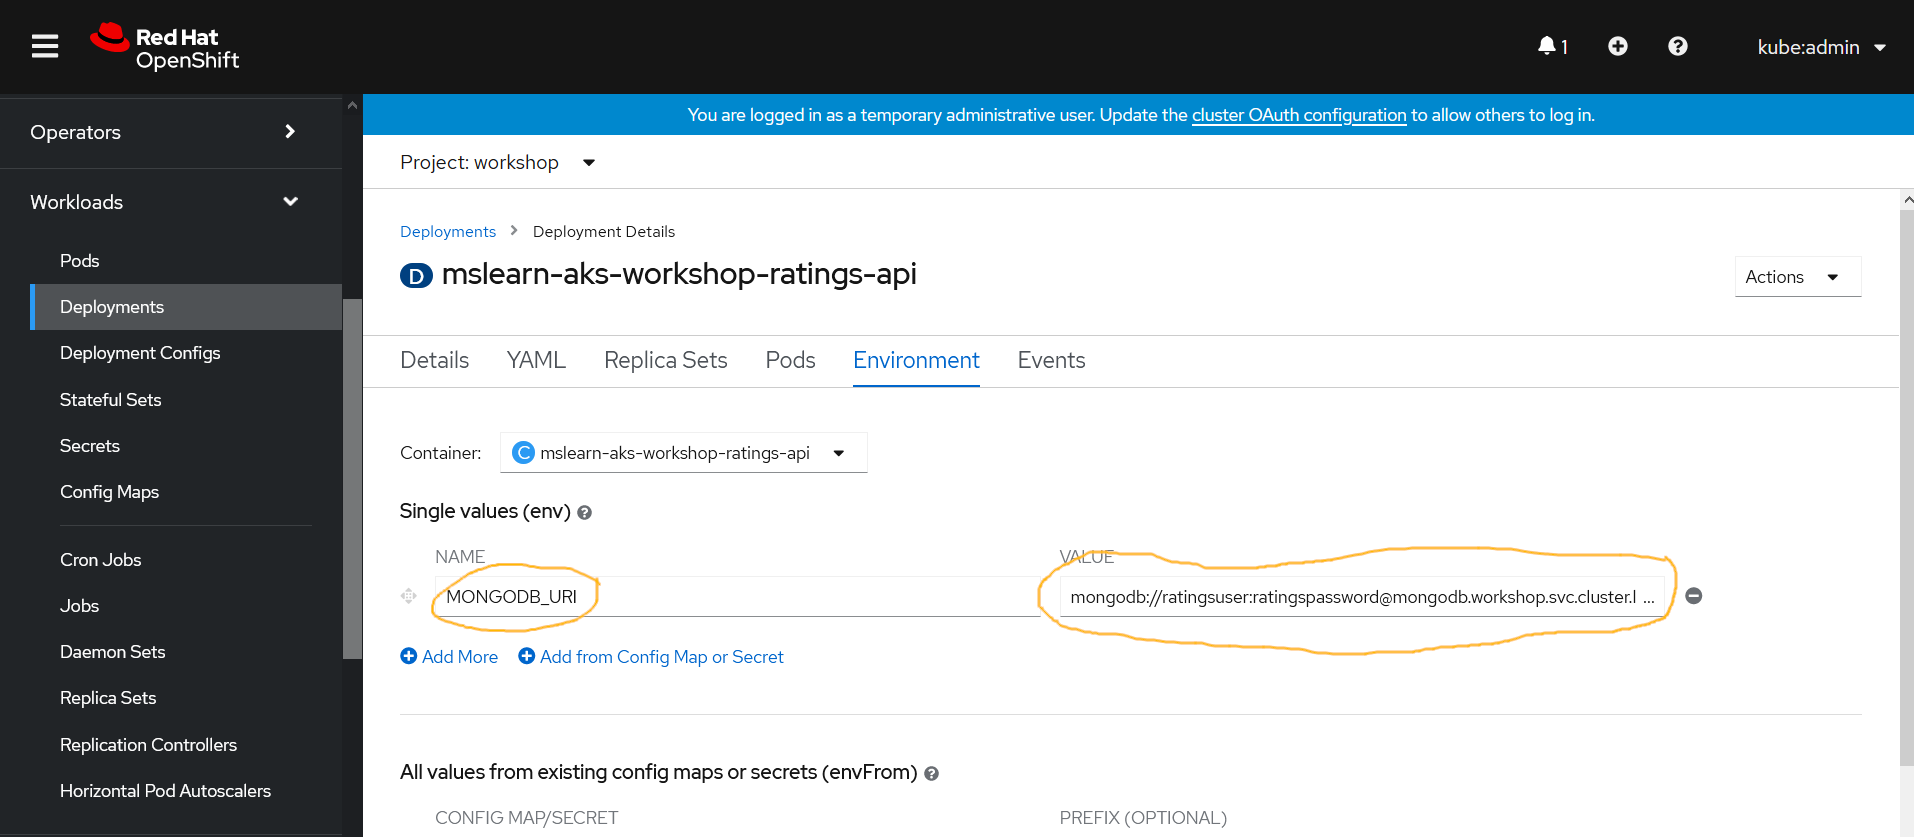 Red Hat
OpenShift
1
kube:admin
You are logged in as a temporary administrative user. Update the cluster OAuth configuration to allow others to log in.
Operators
Workloads
Pods
Deployments
Deployment Configs
Stateful Sets
Secrets
Config Maps
Cron Jobs
Jobs
Daemon Sets
Replica Sets
Replication Controllers
Horizontal Pod Autoscalers
Project: workshop
Deployments > Deployment Details
D mslearn-aks-workshop-ratings-api
Actions
Details YAML Replica Sets Pods Environment Events
Container: C mslearn-aks-workshop-ratings-api
Single values (env)
NAME VALUE
MONGODB_URI mongodb://ratingsuser:ratingspassword@mongodb.workshop.svc.cluster.l ...
Add More Add from Config Map or Secret
All values from existing config maps or secrets (envFrom)
CONFIG MAP/SECRET PREFIX (OPTIONAL)